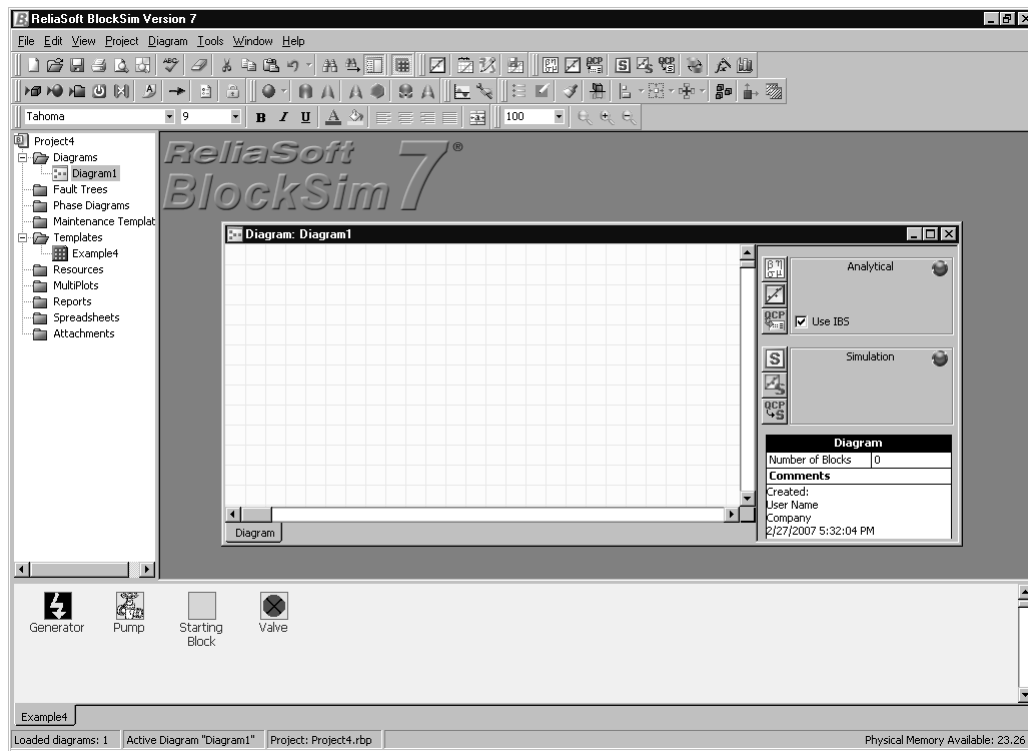 ReliaSoft BlockSim Version 7
File Edit View Project Diagram Tools Window Help
Tahoma 9 B I U 100
Project4
Diagrams
Diagram1
Fault Trees
Phase Diagrams
Maintenance Templat
Templates
Example4
Resources
MultiPlots
Reports
Spreadsheets
Attachments
ReliaSoft
BlockSim 7®
Diagram: Diagram1
Analytical
QCP
Use IBS
S
Simulation
QCP
S
Diagram
Number of Blocks 0
Comments
Created:
User Name
Company
2/27/2007 5:32:04 PM
Diagram
Generator Pump Starting Block Valve
Example4
Loaded diagrams: 1 Active Diagram "Diagram1" Project: Project4.rbp Physical Memory Available: 23.26